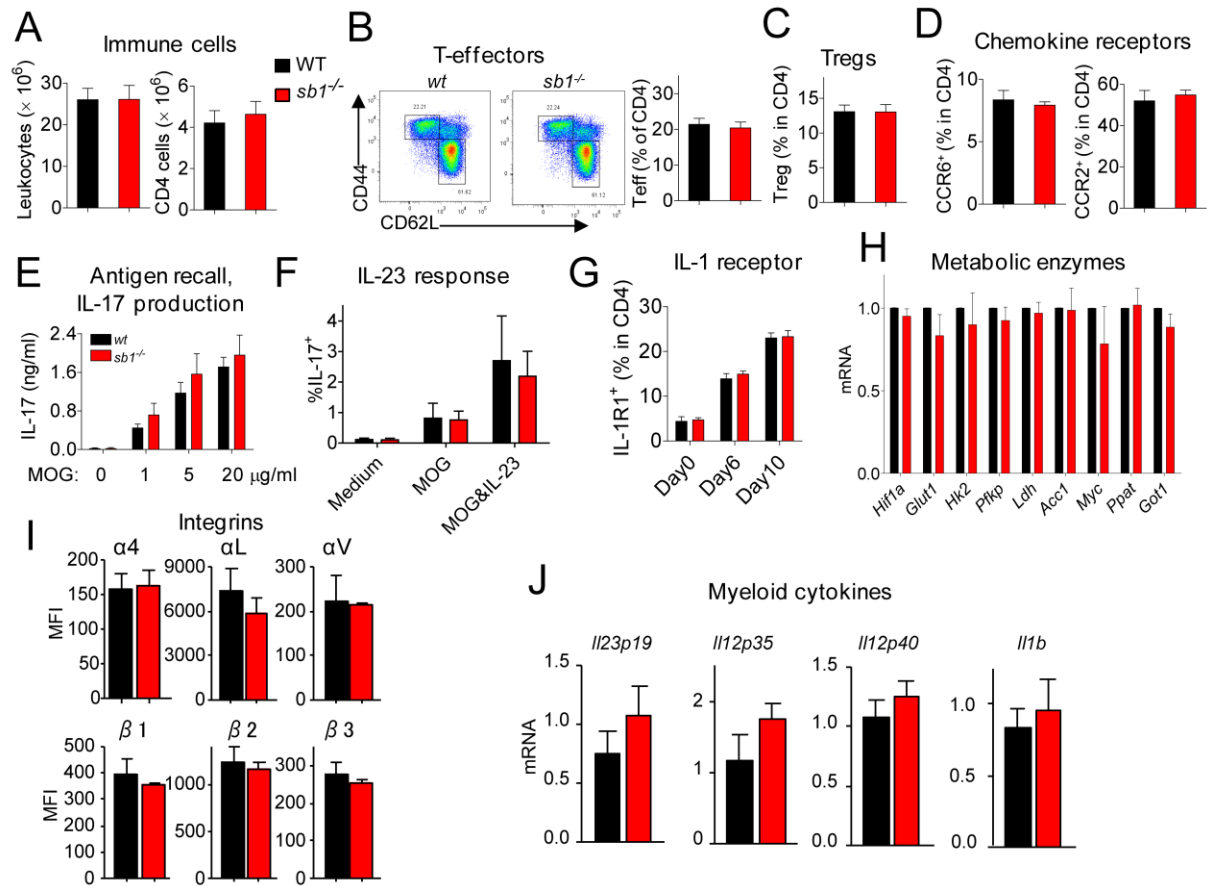 A
Immune cells
Leukocytes (× 10⁶)
30
20
10
0
CD4 cells (× 10⁶)
6
4
2
0
WT
sb1⁻/⁻
B
T-effectors
wt
sb1⁻/⁻
22.21
61.62
22.24
61.12
CD44
CD62L
Teff (% of CD4)
30
20
10
0
C
Tregs
Treg (% in CD4)
15
10
5
0
D
Chemokine receptors
CCR6⁺ (% in CD4)
10
5
0
CCR2⁺ (% in CD4)
60
40
20
0
E
Antigen recall,
IL-17 production
IL-17 (ng/ml)
2.4
1.6
0.8
0.0
wt
sb1⁻/⁻
MOG: 0 1 5 20 μg/ml
F
IL-23 response
%IL-17⁺
4
3
2
1
0
Medium
MOG
MOG&IL-23
G
IL-1 receptor
IL-1R1⁺ (% in CD4)
30
20
10
0
Day0
Day6
Day10
H
Metabolic enzymes
mRNA
1.0
0.5
0.0
Hif1a
Glut1
Hk2
Pfkp
Ldh
Acc1
Myc
Ppat
Got1
I
Integrins
α4
αL
αV
MFI
200
150
100
50
0
9000
6000
3000
0
300
200
100
0
β 1
β 2
β 3
MFI
500
400
300
200
100
0
1000
500
0
300
200
100
0
J
Myeloid cytokines
Il23p19
Il12p35
Il12p40
Il1b
mRNA
1.5
1.0
0.5
0.0
2
1
0
1.5
1.0
0.5
0.0
1.0
0.5
0.0